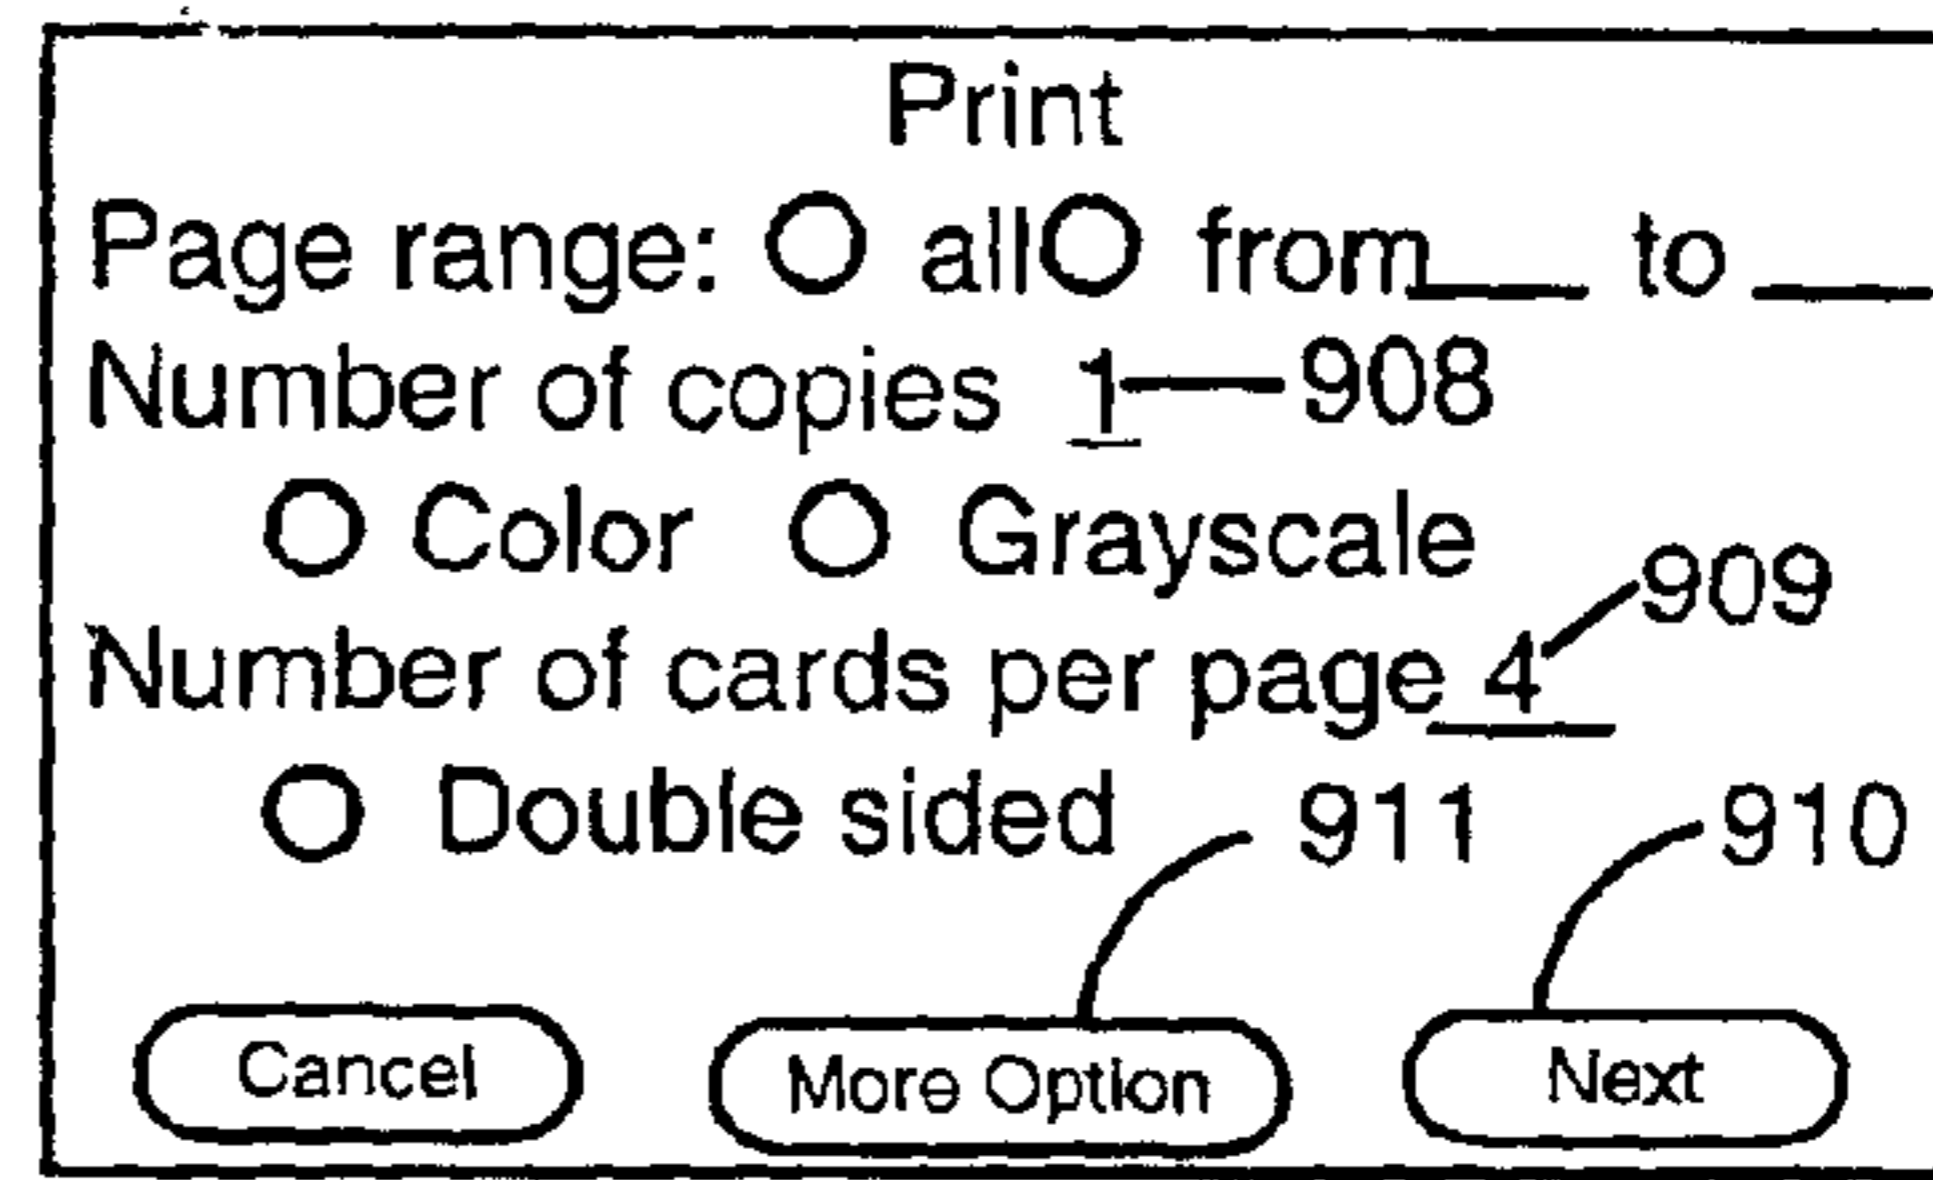 Print
Page range: all from___ to ___
Number of copies 1 908
Color Grayscale
909
Number of cards per page 4
Double sided 911 910
Cancel More Option Next